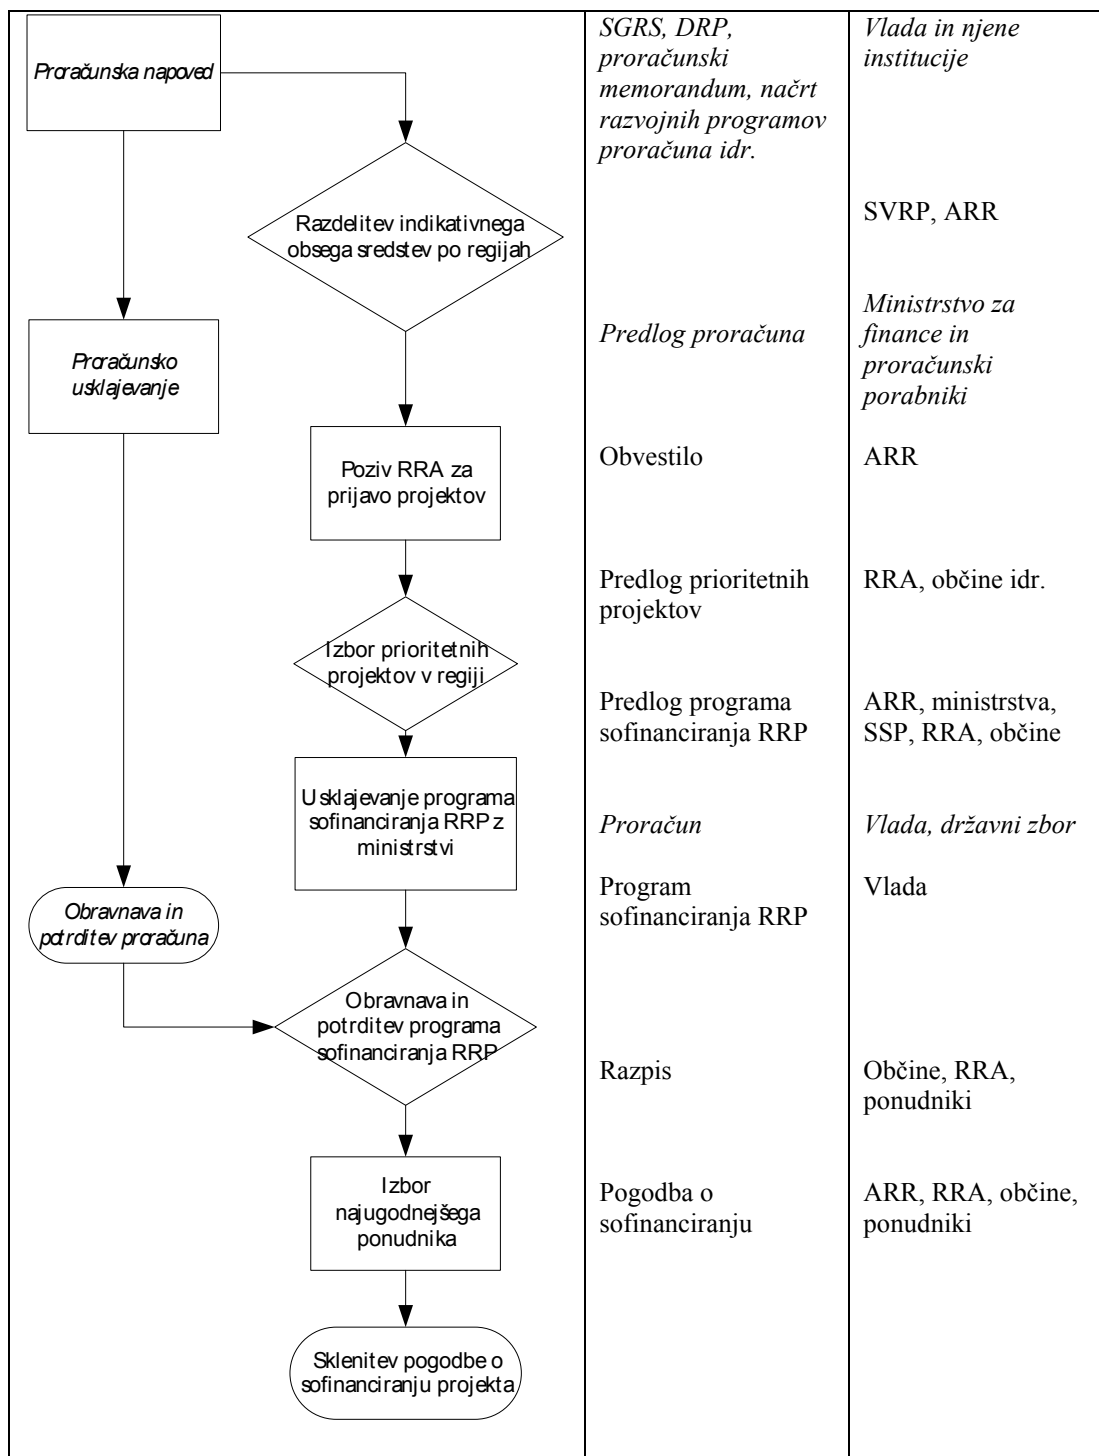 Proračunska napoved
Razdelitev indikativnega
obsega sredstev po regijah
Proračunsko
usklajevanje
Poziv RRA za
prijavo projektov
Izbor prioritetnih
projektov v regiji
Usklajevanje programa
sofinanciranja RRP z
ministrstvi
Obravnava in
potrditev proračuna
Obravnava in
potrditev programa
sofinanciranja RRP
Izbor
najugodnejšega
ponudnika
Sklenitev pogodbe o
sofinanciranju projekta
SGRS, DRP,
proračunski
memorandum, načrt
razvojnih programov
proračuna idr.
Predlog proračuna
Obvestilo
Predlog prioritetnih
projektov
Predlog programa
sofinanciranja RRP
Proračun
Program
sofinanciranja RRP
Razpis
Pogodba o
sofinanciranju
Vlada in njene
institucije
SVRP, ARR
Ministrstvo za
finance in
proračunski
porabniki
ARR
RRA, občine idr.
ARR, ministrstva,
SSP, RRA, občine
Vlada, državni zbor
Vlada
Občine, RRA,
ponudniki
ARR, RRA, občine,
ponudniki